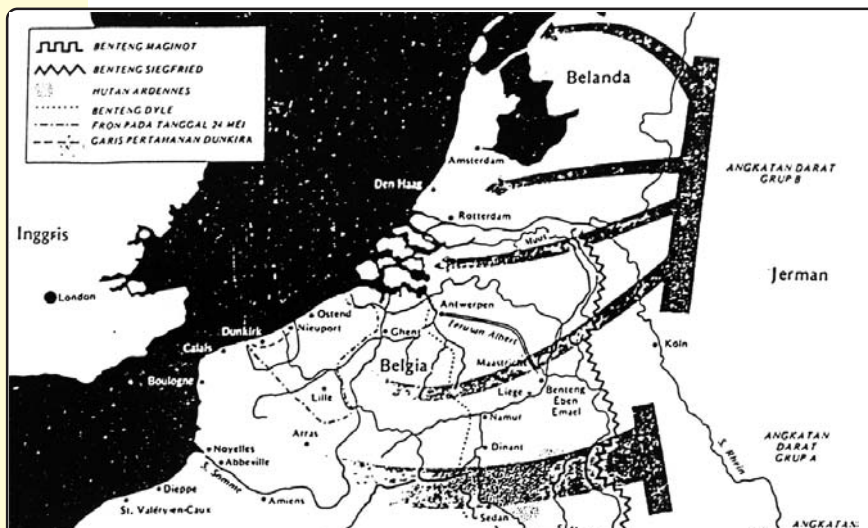 BENTENG MAGINOT
BENTENG SIEGFRIED
HUTAN ARDENNES
BENTENG DYLE
FRON PADA TANGGAL 24 MEI
GARIS PERTAHANAN DUNKIRK
Belanda
Amsterdam
ANGKATAN DARAT
GRUP B
Den Haag
Rotterdam
Inggris
Maas
Jerman
London
Antwerpen
Ostend
Nieuport
Dunkirk
Ghent
Calais
Köln
Belgia
Maastricht
Boulogne
Lille
Liège
Benteng
Eben
Emael
Namur
Arras
Dinant
ANGKATAN
DARAT
GRUP A
Noyelles
Abbeville
S. Somme
S. Rhein
Dieppe
Amiens
St. Valéry-en-Caux
Sedan
ANGKATAN